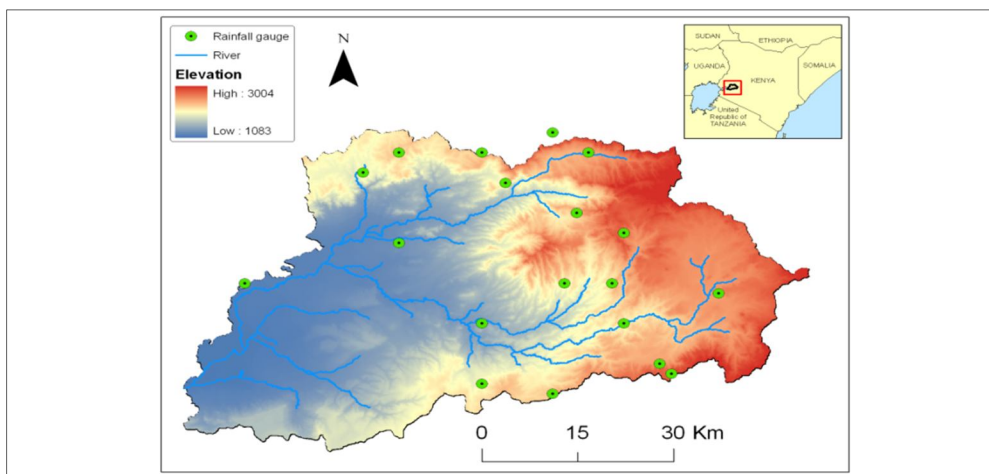 Rainfall gauge
River
Elevation
High : 3004
Low : 1083
N
SUDAN
ETHIOPIA
UGANDA
KENYA
SOMALIA
United
Republic of
TANZANIA
0 15 30 Km